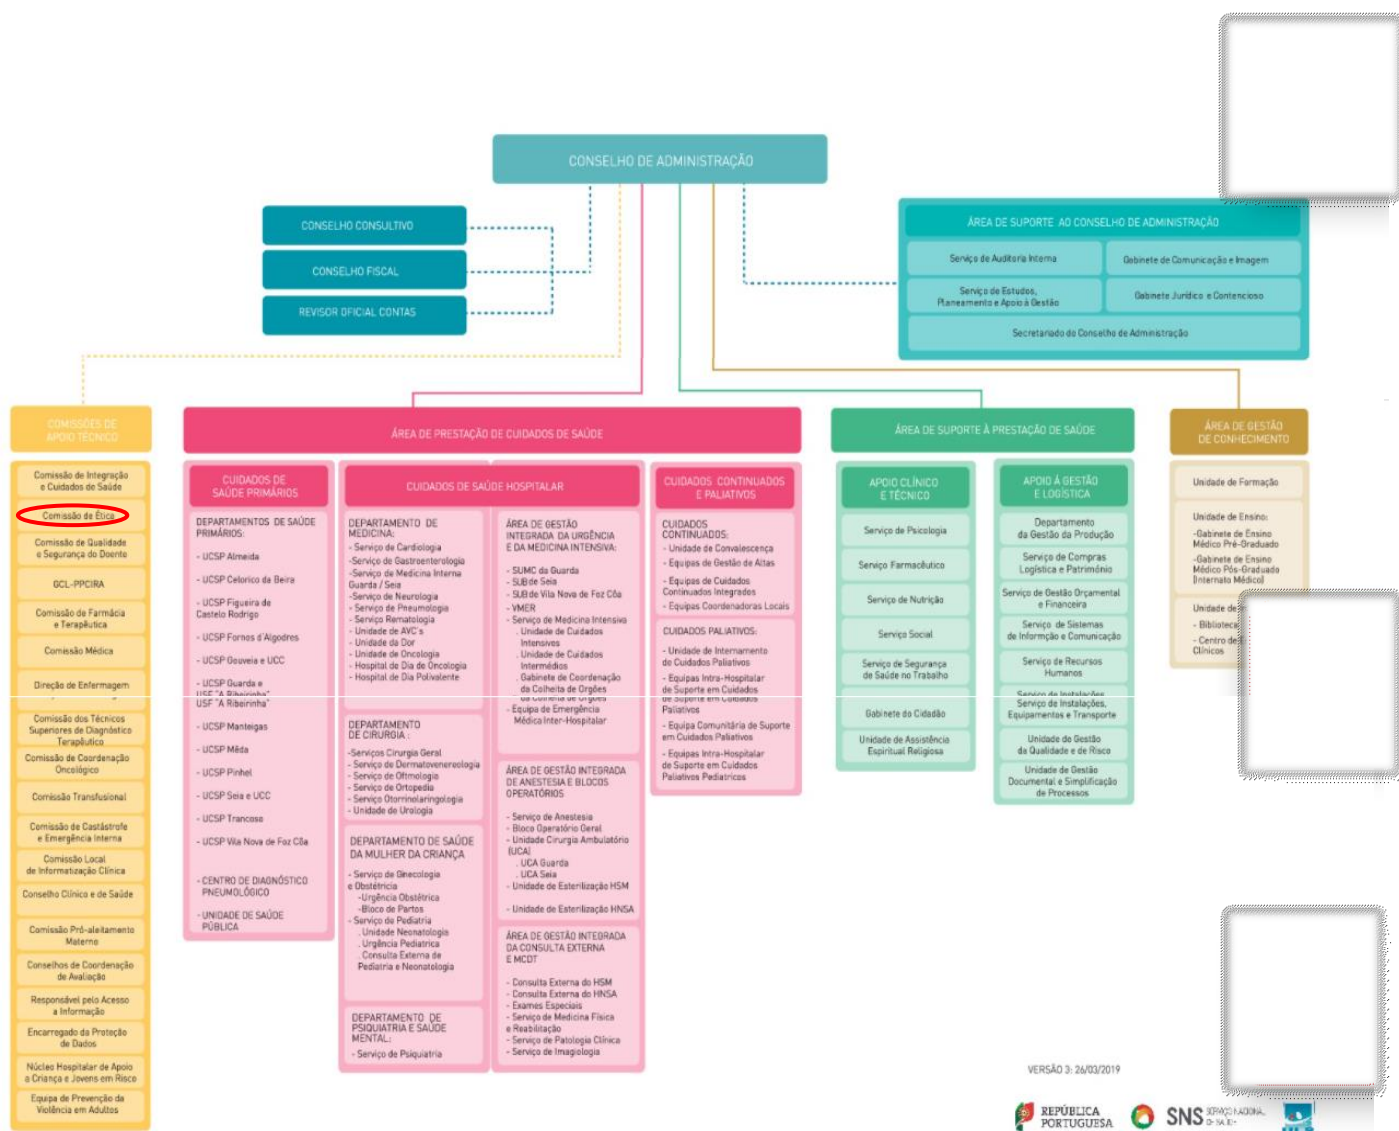 CONSELHO DE ADMINISTRAÇÃO
CONSELHO CONSULTIVO
CONSELHO FISCAL
REVISOR OFICIAL CONTAS
ÁREA DE SUPORTE AO CONSELHO DE ADMINISTRAÇÃO
Serviço de Auditoria Interna
Gabinete de Comunicação e Imagem
Serviço de Estudos,
Planeamento e Apoio à Gestão
Gabinete Jurídico e Contencioso
Secretariado do Conselho de Administração
COMISSÕES DE
APOIO TÉCNICO
Comissão de Integração
e Cuidados de Saúde
Comissão de Ética
Comissão de Qualidade
e Segurança do Doente
GCL-PPCIRA
Comissão de Farmácia
e Terapêutica
Comissão Médica
Direção de Enfermagem
Comissão dos Técnicos
Superiores de Diagnóstico
Terapêutico
Comissão de Coordenação
Oncológico
Comissão Transfusional
Comissão de Castástrofe
e Emergência Interna
Comissão Local
de Informatização Clínica
Conselho Clínico e de Saúde
Comissão Pró-aleitamento
Materno
Conselhos de Coordenação
de Avaliação
Responsável pelo Acesso
a Informação
Encarregado da Proteção
de Dados
Núcleo Hospitalar de Apoio
a Criança e Jovens em Risco
Equipa de Prevenção da
Violência em Adultos
ÁREA DE PRESTAÇÃO DE CUIDADOS DE SAÚDE
CUIDADOS DE
SAÚDE PRIMÁRIOS
DEPARTAMENTOS DE SAÚDE
PRIMÁRIOS:
- UCSP Almeida
- UCSP Celorico da Beira
- UCSP Figueira de
Castelo Rodrigo
- UCSP Fornos d'Algodres
- UCSP Gouveia e UCC
- UCSP Guarda e
USF "A Ribeirinha"
USF "A Ribeirinha"
- UCSP Manteigas
- UCSP Mêda
- UCSP Pinhel
- UCSP Seia e UCC
- UCSP Trancoso
- UCSP Vila Nova de Foz Côa
- CENTRO DE DIAGNÓSTICO
PNEUMOLÓGICO
- UNIDADE DE SAÚDE
PÚBLICA
CUIDADOS DE SAÚDE HOSPITALAR
DEPARTAMENTO DE
MEDICINA:
- Serviço de Cardiologia
-Serviço de Gastroenterologia
-Serviço de Medicina Interna
Guarda / Seia
-Serviço de Neurologia
- Serviço de Pneumologia
- Serviço Rematologia
- Unidade de AVC's
- Unidade da Dor
- Unidade de Oncologia
- Hospital de Dia de Oncologia
- Hospital de Dia Polivalente
DEPARTAMENTO
DE CIRURGIA :
-Serviços Cirurgia Geral
- Serviço de Dermatovenereologia
- Serviço de Oftmologia
- Serviço de Ortopedia
- Serviço Otorrinolaringologia
- Unidade de Urologia
DEPARTAMENTO DE SAÚDE
DA MULHER DA CRIANÇA
- Serviço de Ginecologia
e Obstétricia
-Urgência Obstétrica
-Bloco de Partos
- Serviço de Pediatria
. Unidade Neonatologia
. Urgência Pediatrica
. Consulta Externa de
Pediatria e Neonatologia
DEPARTAMENTO DE
PSIQUIATRIA E SAÚDE
MENTAL:
- Serviço de Psiquiatria
ÁREA DE GESTÃO
INTEGRADA DA URGÊNCIA
E DA MEDICINA INTENSIVA:
- SUMC da Guarda
- SUB de Seia
- SUB de Vila Nova de Foz Côa
- VMER
- Serviço de Medicina Intensiva
. Unidade de Cuidados
Intensivos
. Unidade de Cuidados
Intermédios
. Gabinete de Coordenação
da Colheita de Orgões
da Colheita de Orgões
- Equipa de Emergência
Médica Inter-Hospitalar
ÁREA DE GESTÃO INTEGRADA
DE ANESTESIA E BLOCOS
OPERATÓRIOS
- Serviço de Anestesia
- Bloco Operatório Geral
- Unidade Cirurgia Ambulatório
(UCA)
. UCA Guarda
. UCA Seia
- Unidade de Esterilização HSM
- Unidade de Esterilização HNSA
ÁREA DE GESTÃO INTEGRADA
DA CONSULTA EXTERNA
E MCDT
- Consulta Externa do HSM
- Consulta Externa do HNSA
- Exames Especiais
- Serviço de Medicina Física
e Reabilitação
- Serviço de Patologia Clínica
- Serviço de Imagiologia
CUIDADOS CONTINUADOS
E PALIATIVOS
CUIDADOS
CONTINUADOS:
- Unidade de Convalescença
- Equipas de Gestão de Altas
- Equipas de Cuidados
Continuados Integrados
- Equipas Coordenadoras Locais
CUIDADOS PALIATIVOS:
- Unidade de Internamento
de Cuidados Paliativos
- Equipas Intra-Hospitalar
de Suporte em Cuidados
de Suporte em Cuidados
Paliativos
- Equipa Comunitária de Suporte
em Cuidados Paliativos
- Equipas Intra-Hospitalar
de Suporte em Cuidados
Paliativos Pediatricos
ÁREA DE SUPORTE À PRESTAÇÃO DE SAÚDE
APOIO CLÍNICO
E TÉCNICO
Serviço de Psicologia
Serviço Farmacêutico
Serviço de Nutrição
Serviço Social
Serviço de Segurança
de Saúde no Trabalho
Gabinete do Cidadão
Unidade de Assistência
Espiritual Religiosa
APOIO À GESTÃO
E LOGÍSTICA
Departamento
da Gestão da Produção
Serviço de Compras
Logística e Património
Serviço de Gestão Orçamental
e Financeira
Serviço de Sistemas
de Informção e Comunicação
Serviço de Recursos
Humanos
Serviço de Instalações,
Serviço de Instalações,
Equipamentos e Transporte
Unidade de Gestão
da Qualidade e de Risco
Unidade de Gestão
Documental e Simplificação
de Processos
ÁREA DE GESTÃO
DE CONHECIMENTO
Unidade de Formação
Unidade de Ensino:
-Gabinete de Ensino
Médico Pré-Graduado
-Gabinete de Ensino
Médico Pós-Graduado
(Internato Médico)
Unidade de
- Biblioteca
- Centro de
Clínicos
VERSÃO 3: 26/03/2019
REPÚBLICA
PORTUGUESA
SNS SERVIÇO NACIONAL
DE SAÚDE